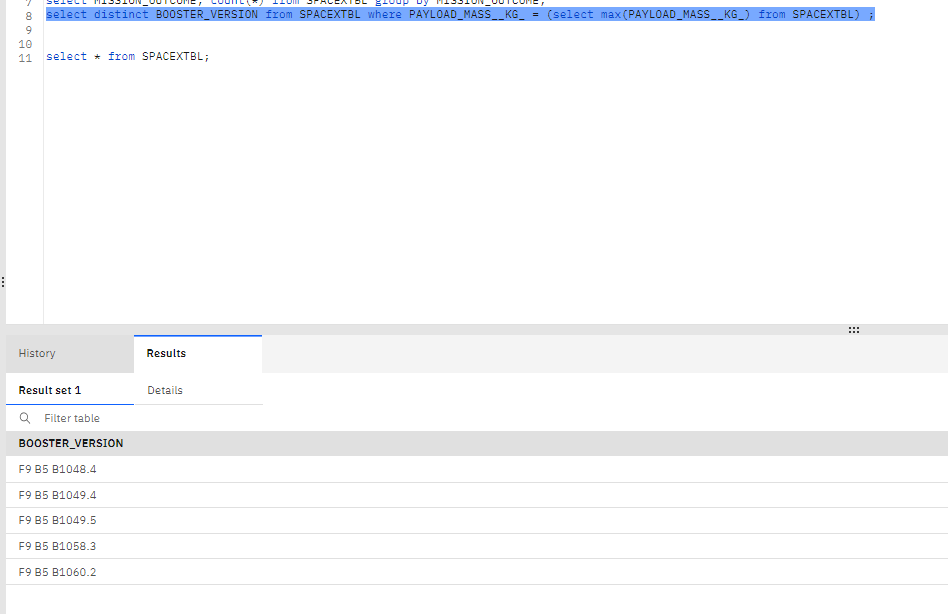 7 select MISSION_OUTCOME, count(*) from SPACEXTBL group by MISSION_OUTCOME;
8 select distinct BOOSTER_VERSION from SPACEXTBL where PAYLOAD_MASS__KG_ = (select max(PAYLOAD_MASS__KG_) from SPACEXTBL) ;
9
10
11 select * from SPACEXTBL;
History Results
Result set 1 Details
Filter table
BOOSTER_VERSION
F9 B5 B1048.4
F9 B5 B1049.4
F9 B5 B1049.5
F9 B5 B1058.3
F9 B5 B1060.2